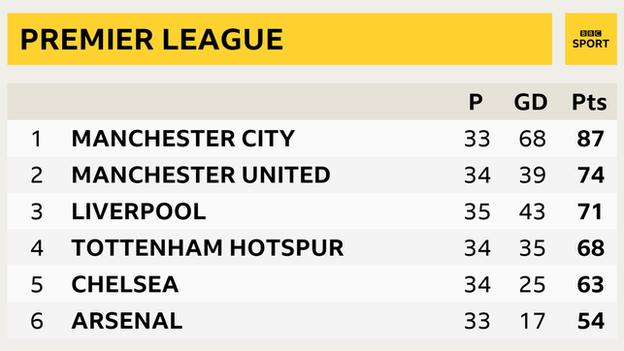 PREMIER LEAGUE
BBC
SPORT
P GD Pts
1 MANCHESTER CITY 33 68 87
2 MANCHESTER UNITED 34 39 74
3 LIVERPOOL 35 43 71
4 TOTTENHAM HOTSPUR 34 35 68
5 CHELSEA 34 25 63
6 ARSENAL 33 17 54